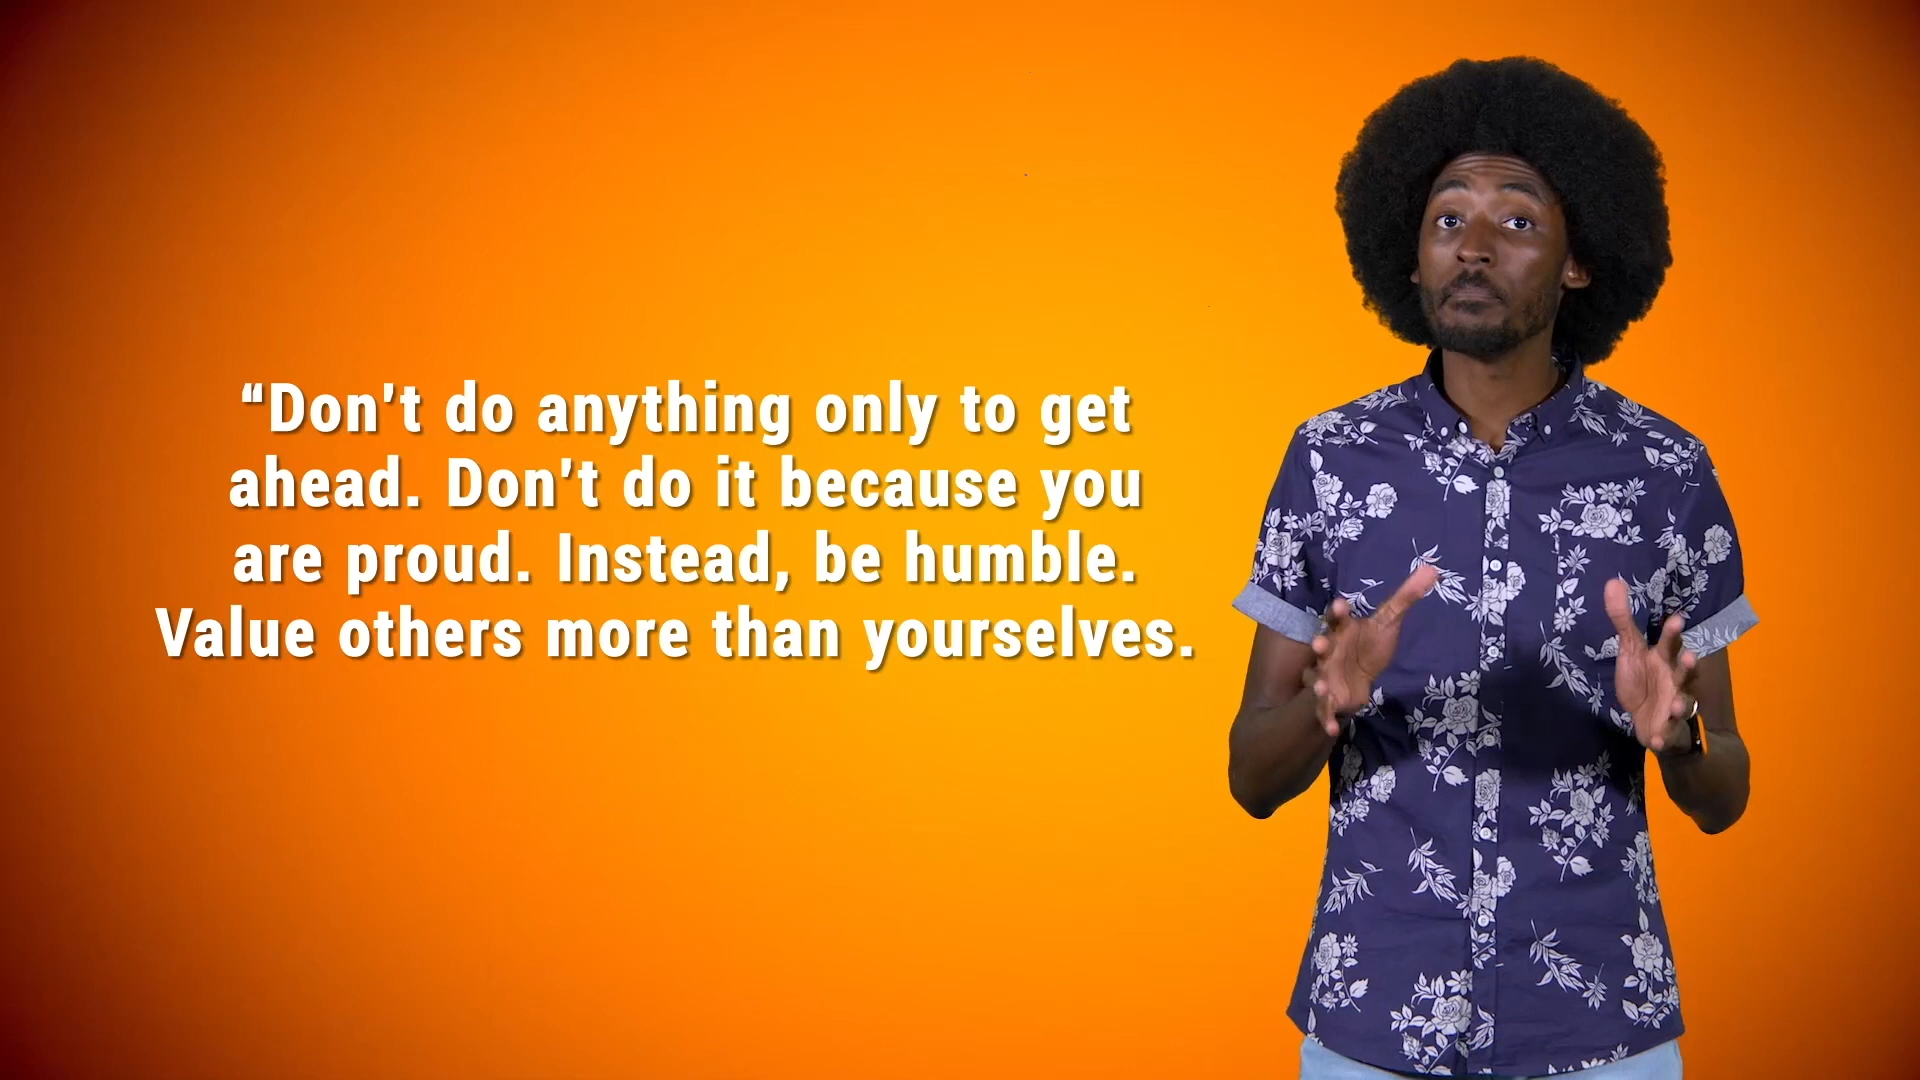 “Don't do anything only to get
ahead. Don't do it because you
are proud. Instead, be humble.
Value others more than yourselves.